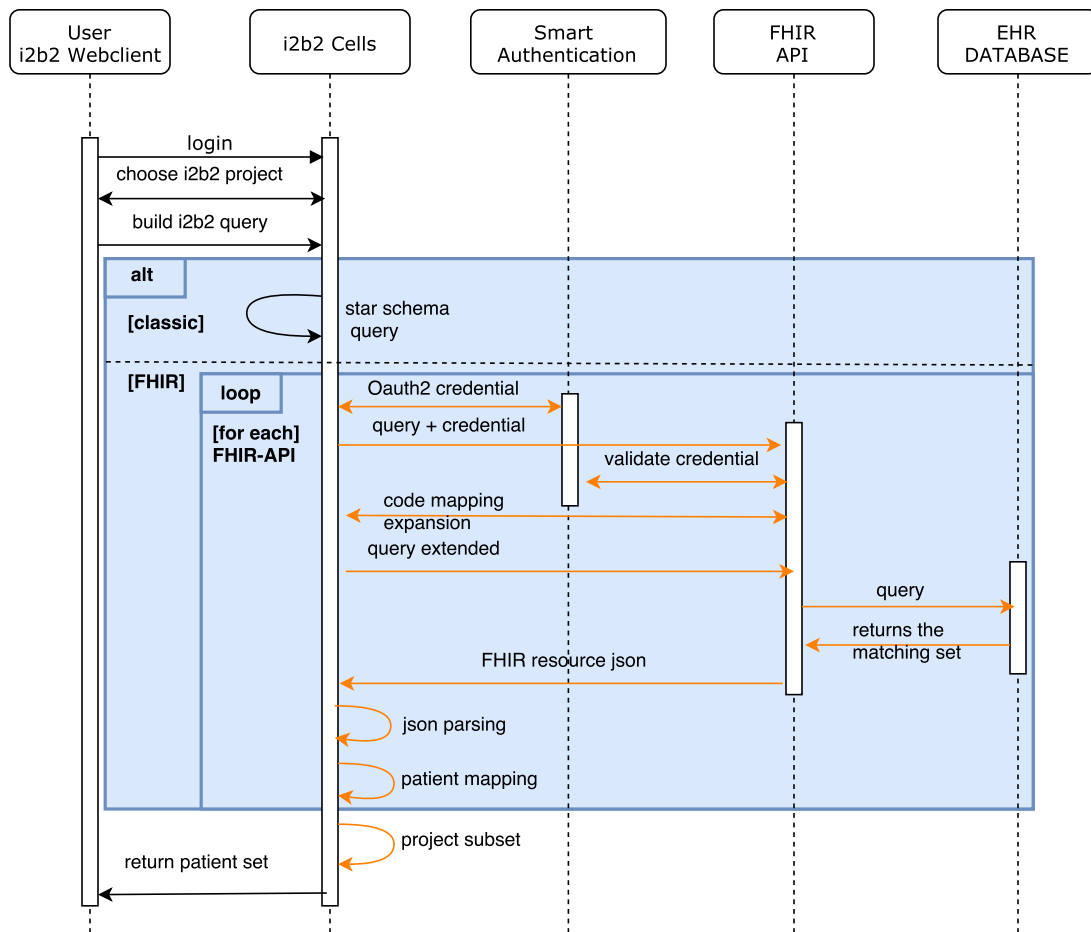 User
i2b2 Webclient
i2b2 Cells
Smart
Authentication
FHIR
API
EHR
DATABASE
login
choose i2b2 project
build i2b2 query
alt
[classic]
star schema
query
[FHIR]
loop
[for each]
FHIR-API
Oauth2 credential
query + credential
validate credential
code mapping
expansion
query extended
query
returns the
matching set
FHIR resource json
json parsing
patient mapping
project subset
return patient set